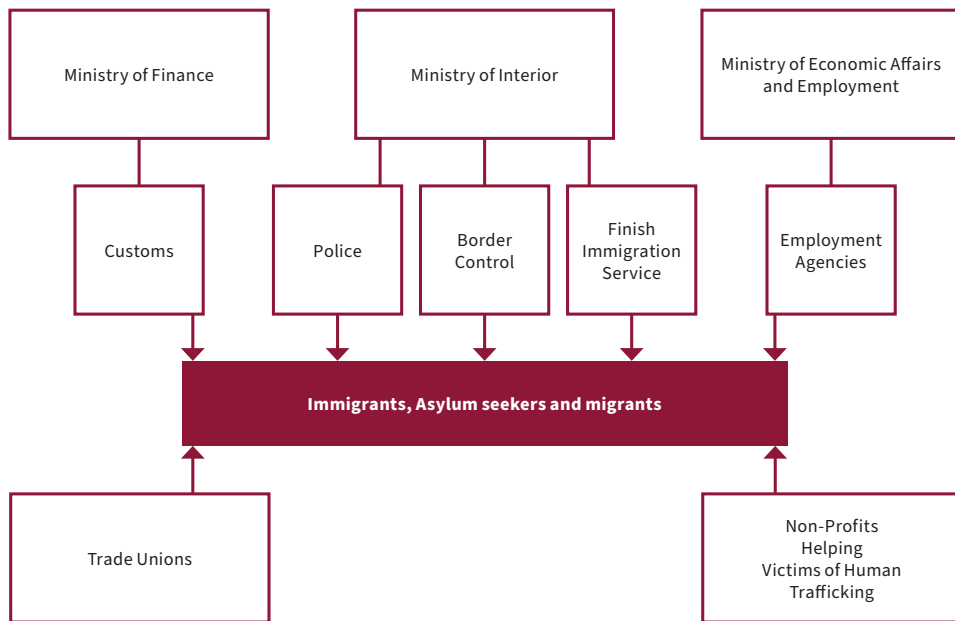 Ministry of Finance
Ministry of Interior
Ministry of Economic Affairs
and Employment
Customs
Police
Border
Control
Finish
Immigration
Service
Employment
Agencies
Immigrants, Asylum seekers and migrants
Trade Unions
Non-Profits
Helping
Victims of Human
Trafficking